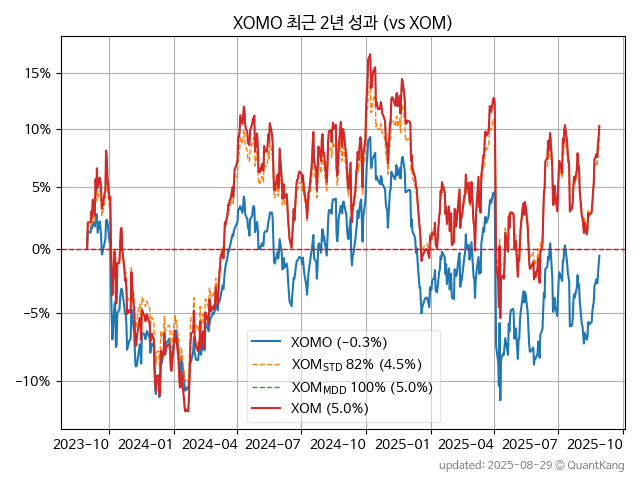 XOMO 최근 2년 성과 (vs XOM)
15%
10%
5%
0%
−5%
−10%
XOMO (−0.3%)
XOM_STD 82% (4.5%)
XOM_MDD 100% (5.0%)
XOM (5.0%)
2023-10 2024-01 2024-04 2024-07 2024-10 2025-01 2025-04 2025-07 2025-10
updated: 2025-08-29 © QuantKang